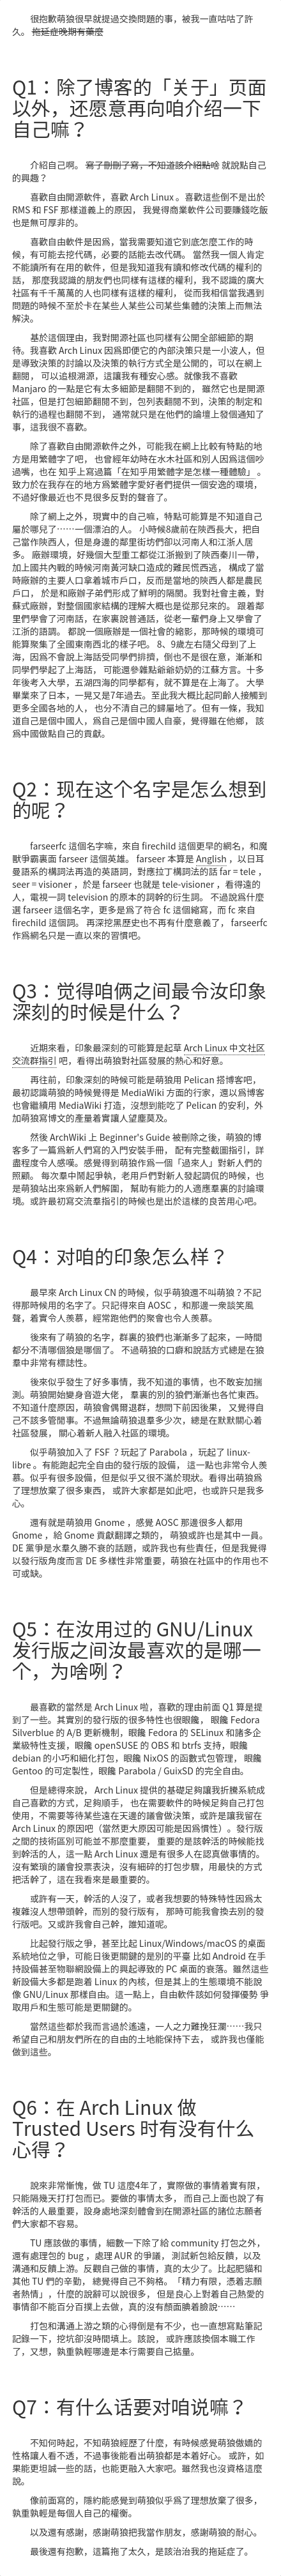 很抱歉萌狼很早就提過交換問題的事，被我一直咕咕了許
久。 拖延症晚期有藥麼
Q1：除了博客的「关于」页面
以外，还愿意再向咱介绍一下
自己嘛？
介紹自己啊。 寫了刪刪了寫，不知道該介紹點啥 就說點自己
的興趣？
喜歡自由開源軟件，喜歡 Arch Linux 。喜歡這些倒不是出於
RMS 和 FSF 那樣道義上的原因， 我覺得商業軟件公司要賺錢吃飯
也是無可厚非的。
喜歡自由軟件是因爲，當我需要知道它到底怎麼工作的時
候，有可能去挖代碼，必要的話能去改代碼。 當然我一個人肯定
不能讀所有在用的軟件，但是我知道我有讀和修改代碼的權利的
話， 那麼我認識的朋友們也同樣有這樣的權利，我不認識的廣大
社區有千千萬萬的人也同樣有這樣的權利， 從而我相信當我遇到
問題的時候不至於卡在某些人某些公司某些集體的決策上而無法
解決。
基於這個理由，我對開源社區也同樣有公開全部細節的期
待。我喜歡 Arch Linux 因爲即便它的內部決策只是一小波人，但
是導致決策的討論以及決策的執行方式全是公開的，可以在網上
翻閱， 可以追根溯源，這讓我有種安心感。就像我不喜歡
Manjaro 的一點是它有太多細節是翻閱不到的， 雖然它也是開源
社區，但是打包細節翻閱不到，包列表翻閱不到，決策的制定和
執行的過程也翻閱不到， 通常就只是在他們的論壇上發個通知了
事，這我很不喜歡。
除了喜歡自由開源軟件之外，可能我在網上比較有特點的地
方是用繁體字了吧， 也曾經年幼時在水木社區和別人因爲這個吵
過嘴，也在 知乎上寫過篇「在知乎用繁體字是怎樣一種體驗」 。
致力於在我存在的地方爲繁體字愛好者們提供一個安逸的環境，
不過好像最近也不見很多反對的聲音了。
除了網上之外，現實中的自己嘛，特點可能算是不知道自己
屬於哪兒了⋯⋯一個漂泊的人。 小時候8歲前在陝西長大，把自
己當作陝西人，但是身邊的鄰里街坊們卻以河南人和江浙人居
多。 廠辦環境，好幾個大型重工都從江浙搬到了陝西秦川一帶，
加上國共內戰的時候河南黃河缺口造成的難民慌西逃， 構成了當
時廠辦的主要人口拿着城市戶口，反而是當地的陝西人都是農民
戶口， 於是和廠辦子弟們形成了鮮明的隔閡。我對社會主義，對
蘇式廠辦，對整個國家結構的理解大概也是從那兒來的。 跟着鄰
里們學會了河南話，在家裏說普通話，從老一輩們身上又學會了
江浙的語調。 都說一個廠辦是一個社會的縮影，那時候的環境可
能算聚集了全國東南西北的樣子吧。 8、9歲左右隨父母到了上
海，因爲不會說上海話受同學們排擠，倒也不是很在意，漸漸和
同學們學起了上海話， 可能還參雜點爺爺奶奶的江蘇方言。十多
年後考入大學，五湖四海的同學都有，就不算是在上海了。 大學
畢業來了日本，一晃又是7年過去。至此我大概比起同齡人接觸到
更多全國各地的人， 也分不清自己的歸屬地了。但有一條，我知
道自己是個中國人，爲自己是個中國人自豪，覺得雖在他鄉， 該
爲中國做點自己的貢獻。
Q2：现在这个名字是怎么想到
的呢？
farseerfc 這個名字嘛，來自 firechild 這個更早的網名，和魔
獸爭霸裏面 farseer 這個英雄。 farseer 本算是 Anglish ，以日耳
曼語系的構詞法再造的英語詞，對應拉丁構詞法的話 far = tele ，
seer = visioner ，於是 farseer 也就是 tele-visioner ，看得遠的
人，電視一詞 television 的原本的詞幹的衍生詞。 不過說爲什麼
選 farseer 這個名字，更多是爲了符合 fc 這個縮寫，而 fc 來自
firechild 這個詞。 再深挖黑歷史也不再有什麼意義了， farseerfc
作爲網名只是一直以來的習慣吧。
Q3：觉得咱俩之间最令汝印象
深刻的时候是什么？
近期來看，印象最深刻的可能算是起草 Arch Linux 中文社区
交流群指引 吧，看得出萌狼對社區發展的熱心和好意。
再往前，印象深刻的時候可能是萌狼用 Pelican 搭博客吧，
最初認識萌狼的時候覺得是 MediaWiki 方面的行家，還以爲博客
也會繼續用 MediaWiki 打造，沒想到能吃了 Pelican 的安利，外
加萌狼寫博文的產量着實讓人望塵莫及。
然後 ArchWiki 上 Beginner's Guide 被刪除之後，萌狼的博
客多了一篇爲新人們寫的入門安裝手冊， 配有完整截圖指引，詳
盡程度令人感嘆。感覺得到萌狼作爲一個「過來人」對新人們的
照顧。 每次羣中鬧起爭執，老用戶們對新人發起調侃的時候，也
是萌狼站出來爲新人們解圍， 幫助有能力的人適應羣裏的討論環
境。或許最初寫交流羣指引的時候也是出於這樣的良苦用心吧。
Q4：对咱的印象怎么样？
最早來 Arch Linux CN 的時候，似乎萌狼還不叫萌狼？不記
得那時候用的名字了。只記得來自 AOSC ，和那邊一衆談笑風
聲，着實令人羨慕，經常跑他們的聚會也令人羨慕。
後來有了萌狼的名字，群裏的狼們也漸漸多了起來，一時間
都分不清哪個狼是哪個了。 不過萌狼的口癖和說話方式總是在狼
羣中非常有標誌性。
後來似乎發生了好多事情，我不知道的事情，也不敢妄加揣
測。萌狼開始變身音遊大佬， 羣裏的別的狼們漸漸也各忙東西。
不知道什麼原因，萌狼會偶爾退群，想問下前因後果， 又覺得自
己不該多管閒事。不過無論萌狼退羣多少次，總是在默默關心着
社區發展， 關心着新人融入社區的環境。
似乎萌狼加入了 FSF ？玩起了 Parabola ，玩起了 linux-
libre 。有能跑起完全自由的發行版的設備， 這一點也非常令人羨
慕。似乎有很多設備，但是似乎又很不滿於現狀。看得出萌狼爲
了理想放棄了很多東西， 或許大家都是如此吧，也或許只是我多
心。
還有就是萌狼用 Gnome ，感覺 AOSC 那邊很多人都用
Gnome ，給 Gnome 貢獻翻譯之類的， 萌狼或許也是其中一員。
DE 黨爭是水羣久勝不衰的話題，或許我也有些責任，但是我覺得
以發行版角度而言 DE 多樣性非常重要，萌狼在社區中的作用也不
可或缺。
Q5：在汝用过的 GNU/Linux
发行版之间汝最喜欢的是哪一
个，为啥咧？
最喜歡的當然是 Arch Linux 啦，喜歡的理由前面 Q1 算是提
到了一些。其實別的發行版的很多特性也很眼饞， 眼饞 Fedora
Silverblue 的 A/B 更新機制，眼饞 Fedora 的 SELinux 和諸多企
業級特性支援，眼饞 openSUSE 的 OBS 和 btrfs 支持，眼饞
debian 的小巧和細化打包，眼饞 NixOS 的函數式包管理， 眼饞
Gentoo 的可定製性，眼饞 Parabola / GuixSD 的完全自由。
但是總得來說， Arch Linux 提供的基礎足夠讓我折騰系統成
自己喜歡的方式，足夠順手， 也在需要軟件的時候足夠自己打包
使用，不需要等待某些遠在天邊的議會做決策，或許是讓我留在
Arch Linux 的原因吧（當然更大原因可能是因爲慣性）。發行版
之間的技術區別可能並不那麼重要， 重要的是該幹活的時候能找
到幹活的人，這一點 Arch Linux 還是有很多人在認真做事情的。
沒有繁瑣的議會投票表決，沒有細碎的打包步驟，用最快的方式
把活幹了，這在我看來是最重要的。
或許有一天，幹活的人沒了，或者我想要的特殊特性因爲太
複雜沒人想帶頭幹，而別的發行版有， 那時可能我會換去別的發
行版吧。又或許我會自己幹，誰知道呢。
比起發行版之爭，甚至比起 Linux/Windows/macOS 的桌面
系統地位之爭，可能日後更關鍵的是別的平臺 比如 Android 在手
持設備甚至物聯網設備上的興起導致的 PC 桌面的衰落。雖然這些
新設備大多都是跑着 Linux 的內核，但是其上的生態環境不能說
像 GNU/Linux 那樣自由。這一點上，自由軟件該如何發揮優勢 爭
取用戶和生態可能是更關鍵的。
當然這些都於我而言過於遙遠，一人之力難挽狂瀾⋯⋯我只
希望自己和朋友們所在的自由的土地能保持下去， 或許我也僅能
做到這些。
Q6：在 Arch Linux 做
Trusted Users 时有没有什么
心得？
說來非常慚愧，做 TU 這麼4年了，實際做的事情着實有限，
只能隔幾天打打包而已。要做的事情太多， 而自己上面也說了有
幹活的人最重要，設身處地深刻體會到在開源社區的諸位志願者
們大家都不容易。
TU 應該做的事情，細數一下除了給 community 打包之外，
還有處理包的 bug ，處理 AUR 的爭議， 測試新包給反饋，以及
溝通和反饋上游。反觀自己做的事情，真的太少了。比起肥貓和
其他 TU 們的辛勤， 總覺得自己不夠格。「精力有限，憑着志願
者熱情」，什麼的說辭可以說很多， 但是良心上對着自己熱愛的
事情卻不能百分百撲上去做，真的沒有顏面腆着臉說⋯⋯
打包和溝通上游之類的心得倒是有不少，也一直想寫點筆記
記錄一下，挖坑卻沒時間填上。該說， 或許應該換個本職工作
了，又想，孰重孰輕哪邊是本行需要自己掂量。
Q7：有什么话要对咱说嘛？
不知何時起，不知萌狼經歷了什麼，有時候感覺萌狼傲嬌的
性格讓人看不透，不過事後能看出萌狼都是本着好心。 或許，如
果能更坦誠一些的話，也能更融入大家吧。雖然我也沒資格這麼
說。
像前面寫的，隱約能感覺到萌狼似乎爲了理想放棄了很多，
孰重孰輕是每個人自己的權衡。
以及還有感謝，感謝萌狼把我當作朋友，感謝萌狼的耐心。
最後還有抱歉，這篇拖了太久，是該治治我的拖延症了。